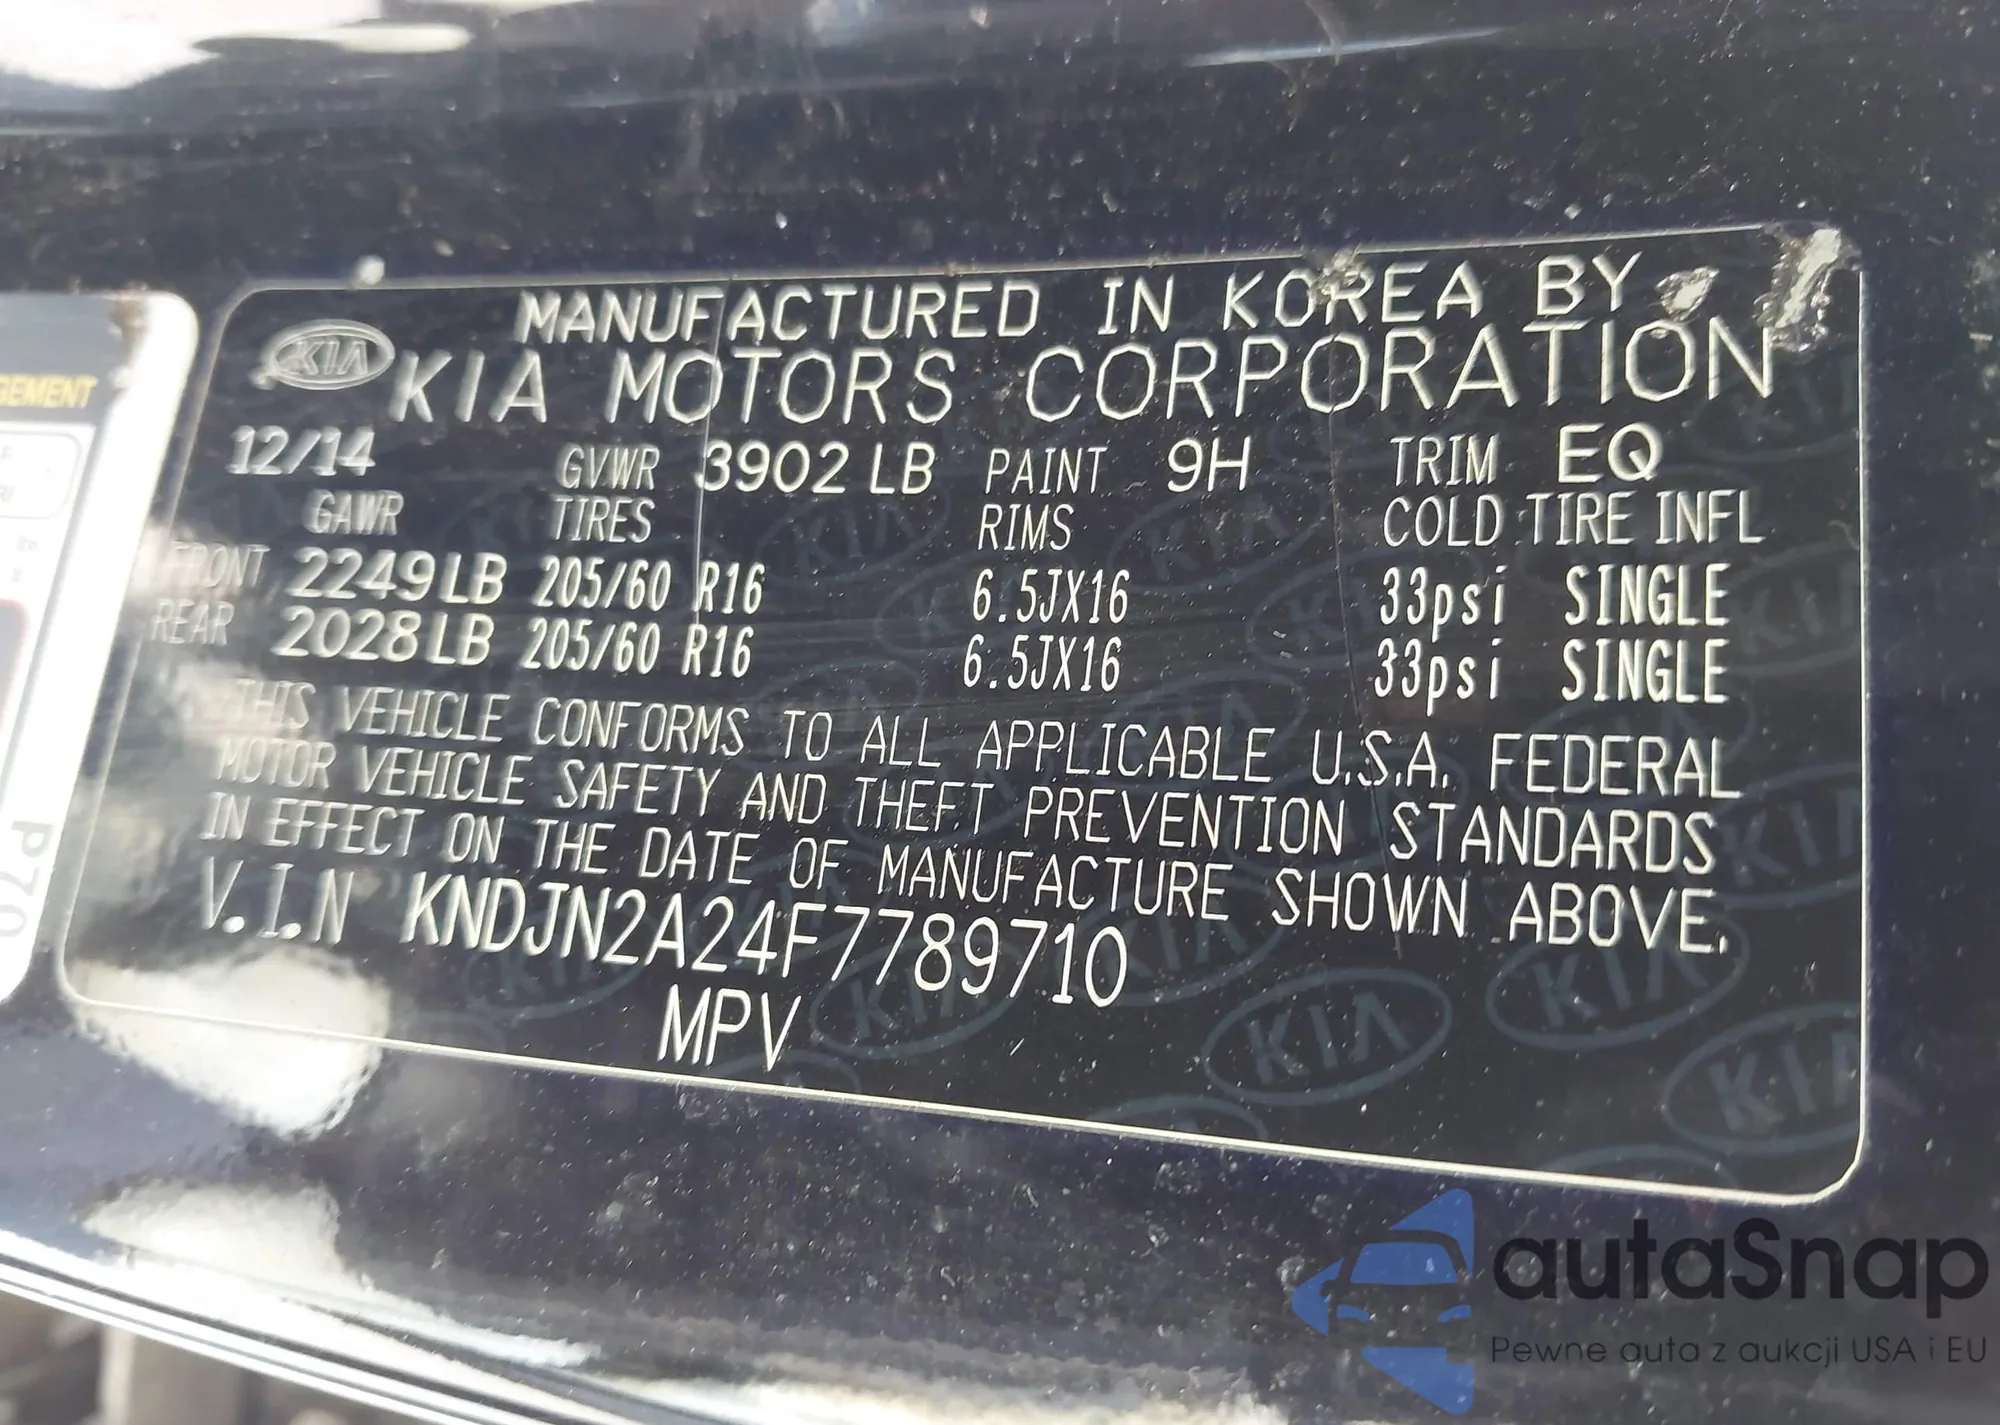 MANUFACTURED IN KOREA BY
KIA KIA MOTORS CORPORATION
12/14 GVWR 3902 LB PAINT 9H TRIM EQ
GAWR TIRES RIMS COLD TIRE INFL
FRONT 2249 LB 205/60 R16 6.5JX16 33psi SINGLE
REAR 2028 LB 205/60 R16 6.5JX16 33psi SINGLE
THIS VEHICLE CONFORMS TO ALL APPLICABLE U.S.A. FEDERAL
MOTOR VEHICLE SAFETY AND THEFT PREVENTION STANDARDS
IN EFFECT ON THE DATE OF MANUFACTURE SHOWN ABOVE.
V.I.N KNDJN2A24F7789710
MPV
GEMENT
autaSnap
Pewne auta z aukcji USA i EU